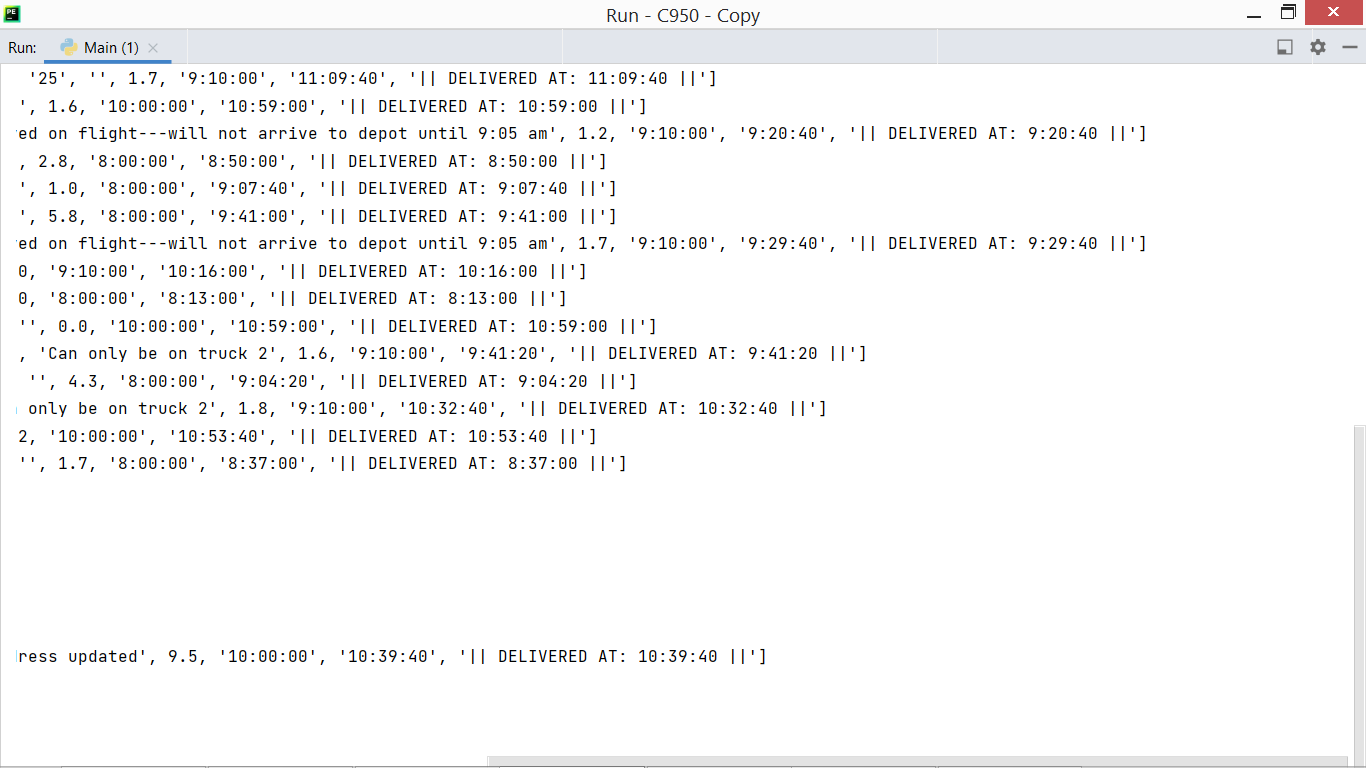 Run - C950 - Copy
Run: Main (1)
'25', '', 1.7, '9:10:00', '11:09:40', '|| DELIVERED AT: 11:09:40 ||']
', 1.6, '10:00:00', '10:59:00', '|| DELIVERED AT: 10:59:00 ||']
ed on flight---will not arrive to depot until 9:05 am', 1.2, '9:10:00', '9:20:40', '|| DELIVERED AT: 9:20:40 ||']
, 2.8, '8:00:00', '8:50:00', '|| DELIVERED AT: 8:50:00 ||']
', 1.0, '8:00:00', '9:07:40', '|| DELIVERED AT: 9:07:40 ||']
', 5.8, '8:00:00', '9:41:00', '|| DELIVERED AT: 9:41:00 ||']
ed on flight---will not arrive to depot until 9:05 am', 1.7, '9:10:00', '9:29:40', '|| DELIVERED AT: 9:29:40 ||']
0, '9:10:00', '10:16:00', '|| DELIVERED AT: 10:16:00 ||']
0, '8:00:00', '8:13:00', '|| DELIVERED AT: 8:13:00 ||']
'', 0.0, '10:00:00', '10:59:00', '|| DELIVERED AT: 10:59:00 ||']
, 'Can only be on truck 2', 1.6, '9:10:00', '9:41:20', '|| DELIVERED AT: 9:41:20 ||']
'', 4.3, '8:00:00', '9:04:20', '|| DELIVERED AT: 9:04:20 ||']
only be on truck 2', 1.8, '9:10:00', '10:32:40', '|| DELIVERED AT: 10:32:40 ||']
2, '10:00:00', '10:53:40', '|| DELIVERED AT: 10:53:40 ||']
'', 1.7, '8:00:00', '8:37:00', '|| DELIVERED AT: 8:37:00 ||']
ress updated', 9.5, '10:00:00', '10:39:40', '|| DELIVERED AT: 10:39:40 ||']